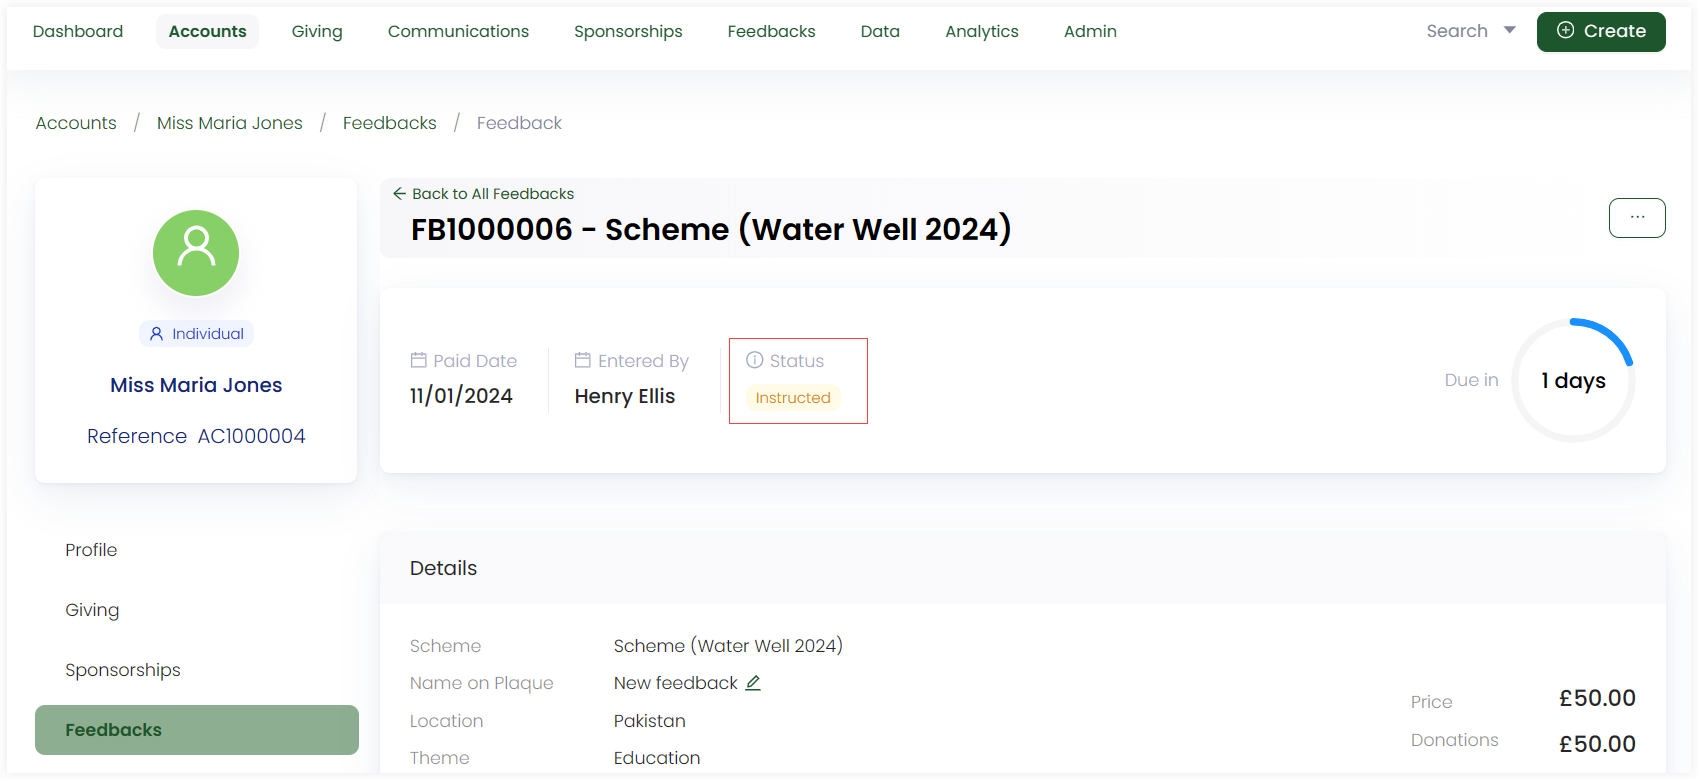 Dashboard Accounts Giving Communications Sponsorships Feedbacks Data Analytics Admin Search Create
Accounts / Miss Maria Jones / Feedbacks / Feedback
Individual
Miss Maria Jones
Reference AC1000004
Profile
Giving
Sponsorships
Feedbacks
← Back to All Feedbacks
FB1000006 - Scheme (Water Well 2024)
...
Paid Date
11/01/2024
Entered By
Henry Ellis
Status
Instructed
Due in 1 days
Details
Scheme Scheme (Water Well 2024)
Name on Plaque New feedback
Location Pakistan
Theme Education
Price £50.00
Donations £50.00